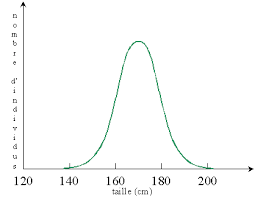 nombre d'individus
120 140 160 180 200
taille (cm)